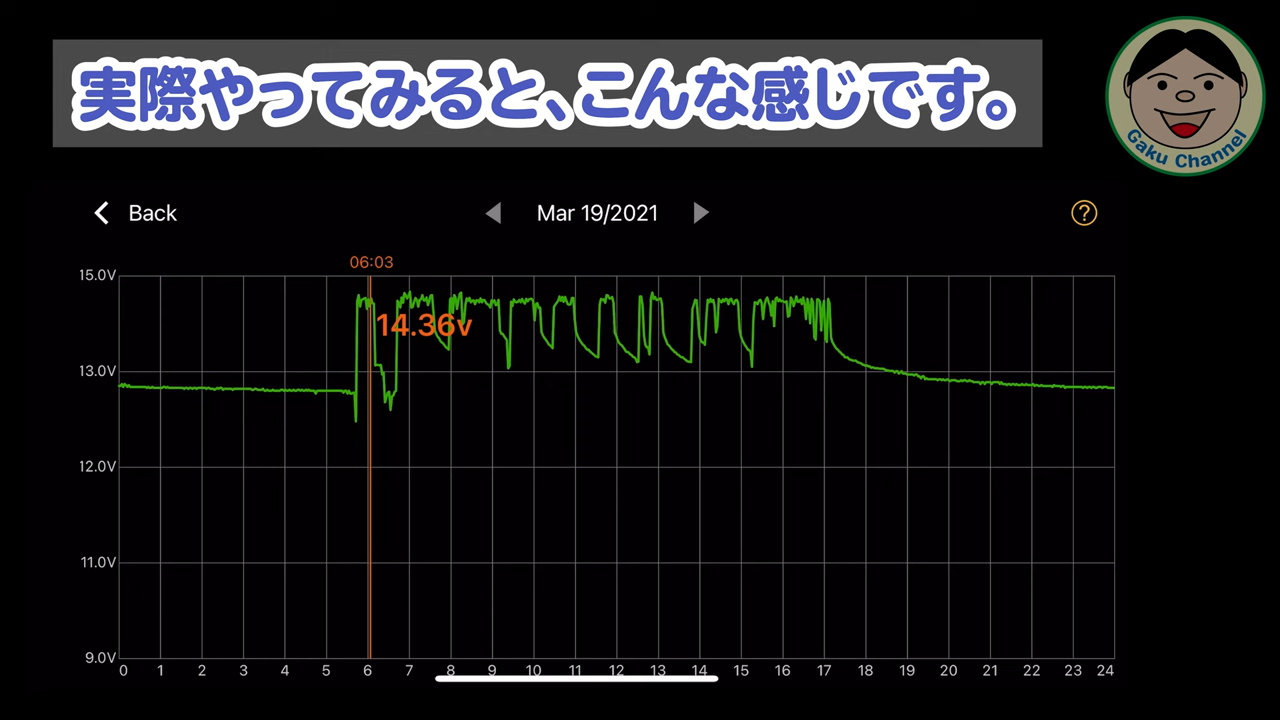 実際やってみると、こんな感じです。
Gaku Channel
Back
Mar 19/2021
?
06:03
15.0V
14.36v
13.0V
12.0V
11.0V
9.0V
0 1 2 3 4 5 6 7 8 9 10 11 12 13 14 15 16 17 18 19 20 21 22 23 24